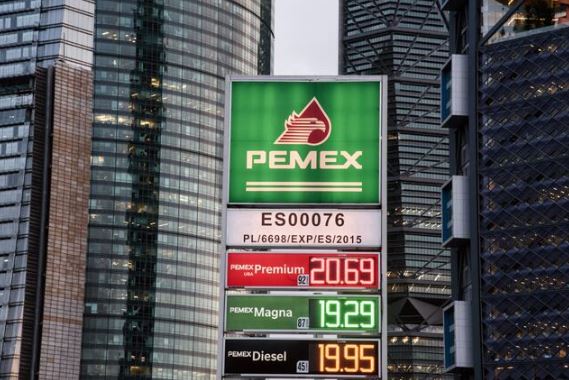 PEMEX
ES00076
PL/6698/EXP/ES/2015
PEMEX Premium 92 20.69
PEMEX Magna 87 19.29
PEMEX Diesel 45 19.95